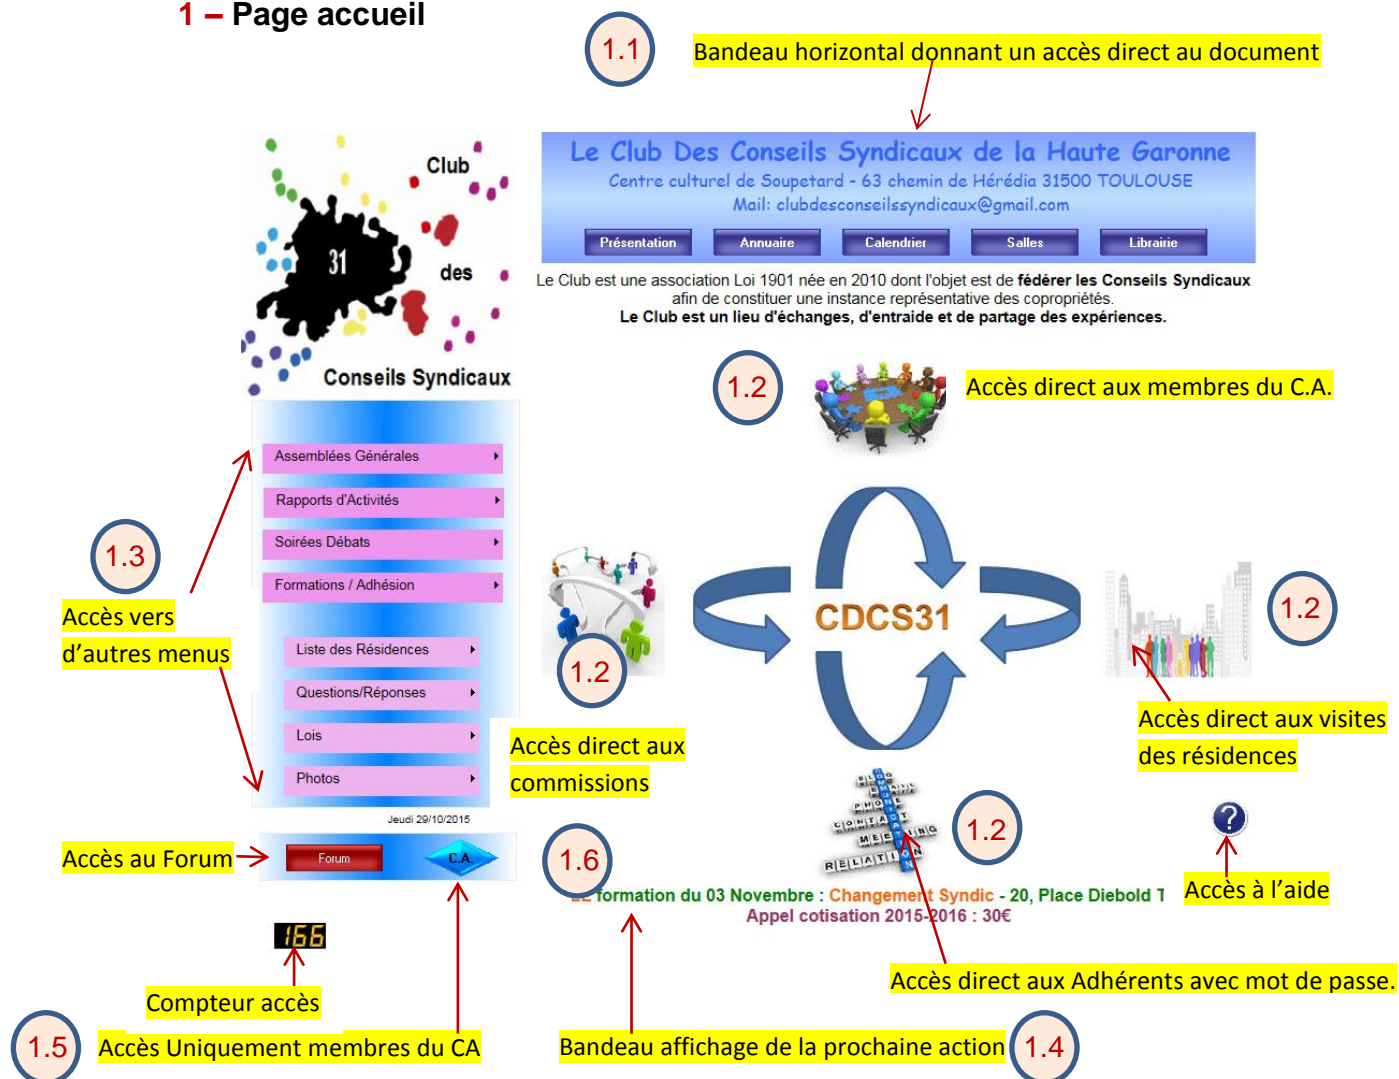 1 – Page accueil
1.1
Bandeau horizontal donnant un accès direct au document
Club
31
des
Conseils Syndicaux
Le Club Des Conseils Syndicaux de la Haute Garonne
Centre culturel de Soupetard - 63 chemin de Hérédia 31500 TOULOUSE
Mail: clubdesconseilssyndicaux@gmail.com
Présentation Annuaire Calendrier Salles Librairie
Le Club est une association Loi 1901 née en 2010 dont l'objet est de fédérer les Conseils Syndicaux
afin de constituer une instance représentative des copropriétés.
Le Club est un lieu d'échanges, d'entraide et de partage des expériences.
1.2
Accès direct aux membres du C.A.
Assemblées Générales
Rapports d'Activités
Soirées Débats
Formations / Adhésion
1.3
Accès vers
d'autres menus
Liste des Résidences
Questions/Réponses
Lois
Photos
Jeudi 29/10/2015
CDCS31
1.2
Accès direct aux
commissions
1.2
Accès direct aux visites
des résidences
BLOG
EMAIL
PHONE
CONTACT
MEETING
RELATION
COMMUNICATION
1.2
?
Accès à l'aide
Accès au Forum
Forum
C.A.
1.6
formation du 03 Novembre : Changement Syndic - 20, Place Diebold T
Appel cotisation 2015-2016 : 30€
166
Compteur accès
Accès direct aux Adhérents avec mot de passe.
1.5
Accès Uniquement membres du CA
Bandeau affichage de la prochaine action
1.4